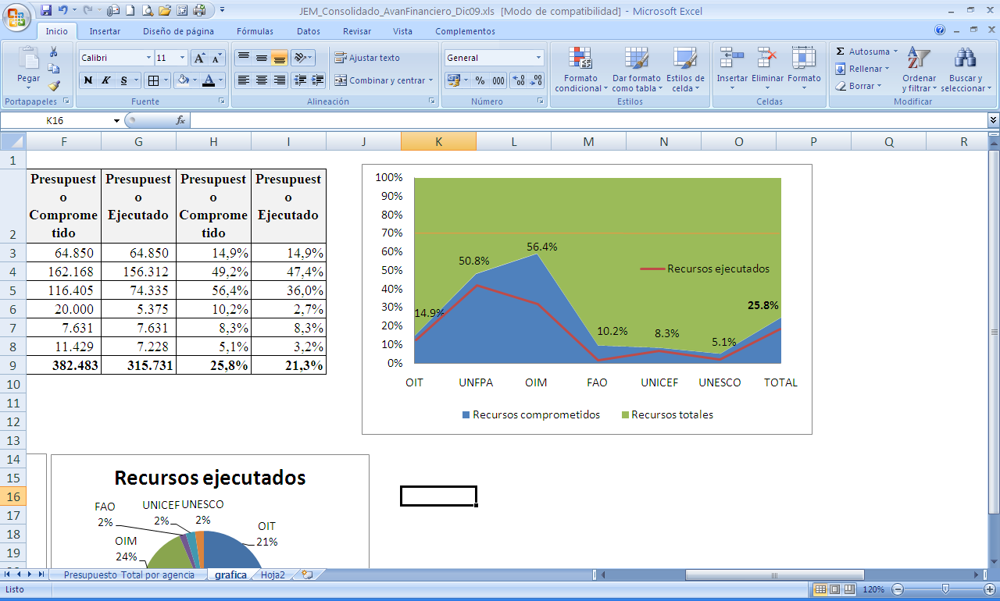 JEM_Consolidado_AvanFinanciero_Dic09.xls [Modo de compatibilidad] - Microsoft Excel
Inicio Insertar Diseño de página Fórmulas Datos Revisar Vista Complementos
Pegar
Portapapeles
Calibri 11
N K S
Fuente
Ajustar texto
Combinar y centrar
Alineación
General
% 000
Número
Formato condicional
Dar formato como tabla
Estilos de celda
Estilos
Insertar Eliminar Formato
Celdas
Σ Autosuma
Rellenar
Borrar
Ordenar y filtrar
Buscar y seleccionar
Modificar
K16 fx
F G H I J K L M N O P Q R
1
2 Presupuesto Comprometido Presupuesto Ejecutado Presupuesto Comprometido Presupuesto Ejecutado
3 64.850 64.850 14,9% 14,9%
4 162.168 156.312 49,2% 47,4%
5 116.405 74.335 56,4% 36,0%
6 20.000 5.375 10,2% 2,7%
7 7.631 7.631 8,3% 8,3%
8 11.429 7.228 5,1% 3,2%
9 382.483 315.731 25,8% 21,3%
10
11
12
13
14
15
16
17
18
19
100%
90%
80%
70%
60%
50%
40%
30%
20%
10%
0%
14.9%
50.8%
56.4%
10.2%
8.3%
5.1%
25.8%
Recursos ejecutados
OIT UNFPA OIM FAO UNICEF UNESCO TOTAL
Recursos comprometidos Recursos totales
Recursos ejecutados
FAO 2%
UNICEF 2%
UNESCO 2%
OIT 21%
OIM 24%
Presupuesto Total por agencia grafica Hoja2
Listo 120%